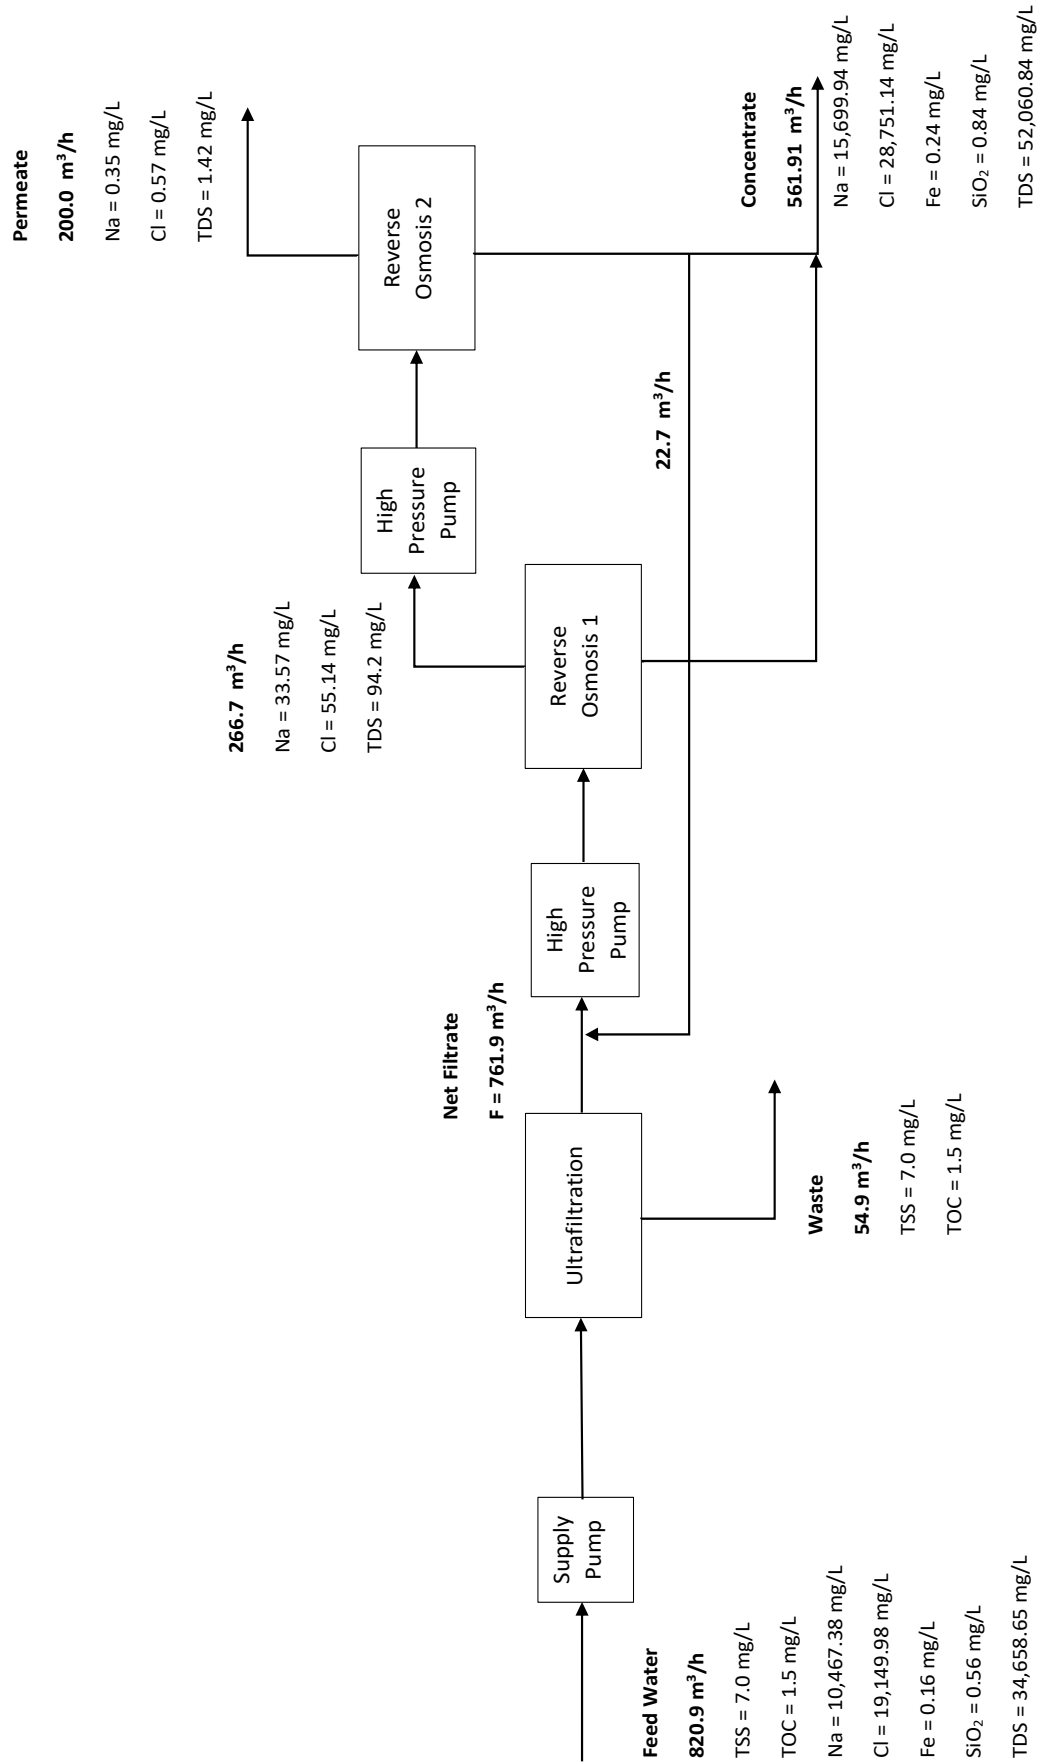 Feed Water
820.9 m³/h
TSS = 7.0 mg/L
TOC = 1.5 mg/L
Na = 10,467.38 mg/L
Cl = 19,149.98 mg/L
Fe = 0.16 mg/L
SiO₂ = 0.56 mg/L
TDS = 34,658.65 mg/L
Supply
Pump
Ultrafiltration
Waste
54.9 m³/h
TSS = 7.0 mg/L
TOC = 1.5 mg/L
Net Filtrate
F = 761.9 m³/h
High
Pressure
Pump
Reverse
Osmosis 1
266.7 m³/h
Na = 33.57 mg/L
Cl = 55.14 mg/L
TDS = 94.2 mg/L
High
Pressure
Pump
22.7 m³/h
Reverse
Osmosis 2
Permeate
200.0 m³/h
Na = 0.35 mg/L
Cl = 0.57 mg/L
TDS = 1.42 mg/L
Concentrate
561.91 m³/h
Na = 15,699.94 mg/L
Cl = 28,751.14 mg/L
Fe = 0.24 mg/L
SiO₂ = 0.84 mg/L
TDS = 52,060.84 mg/L